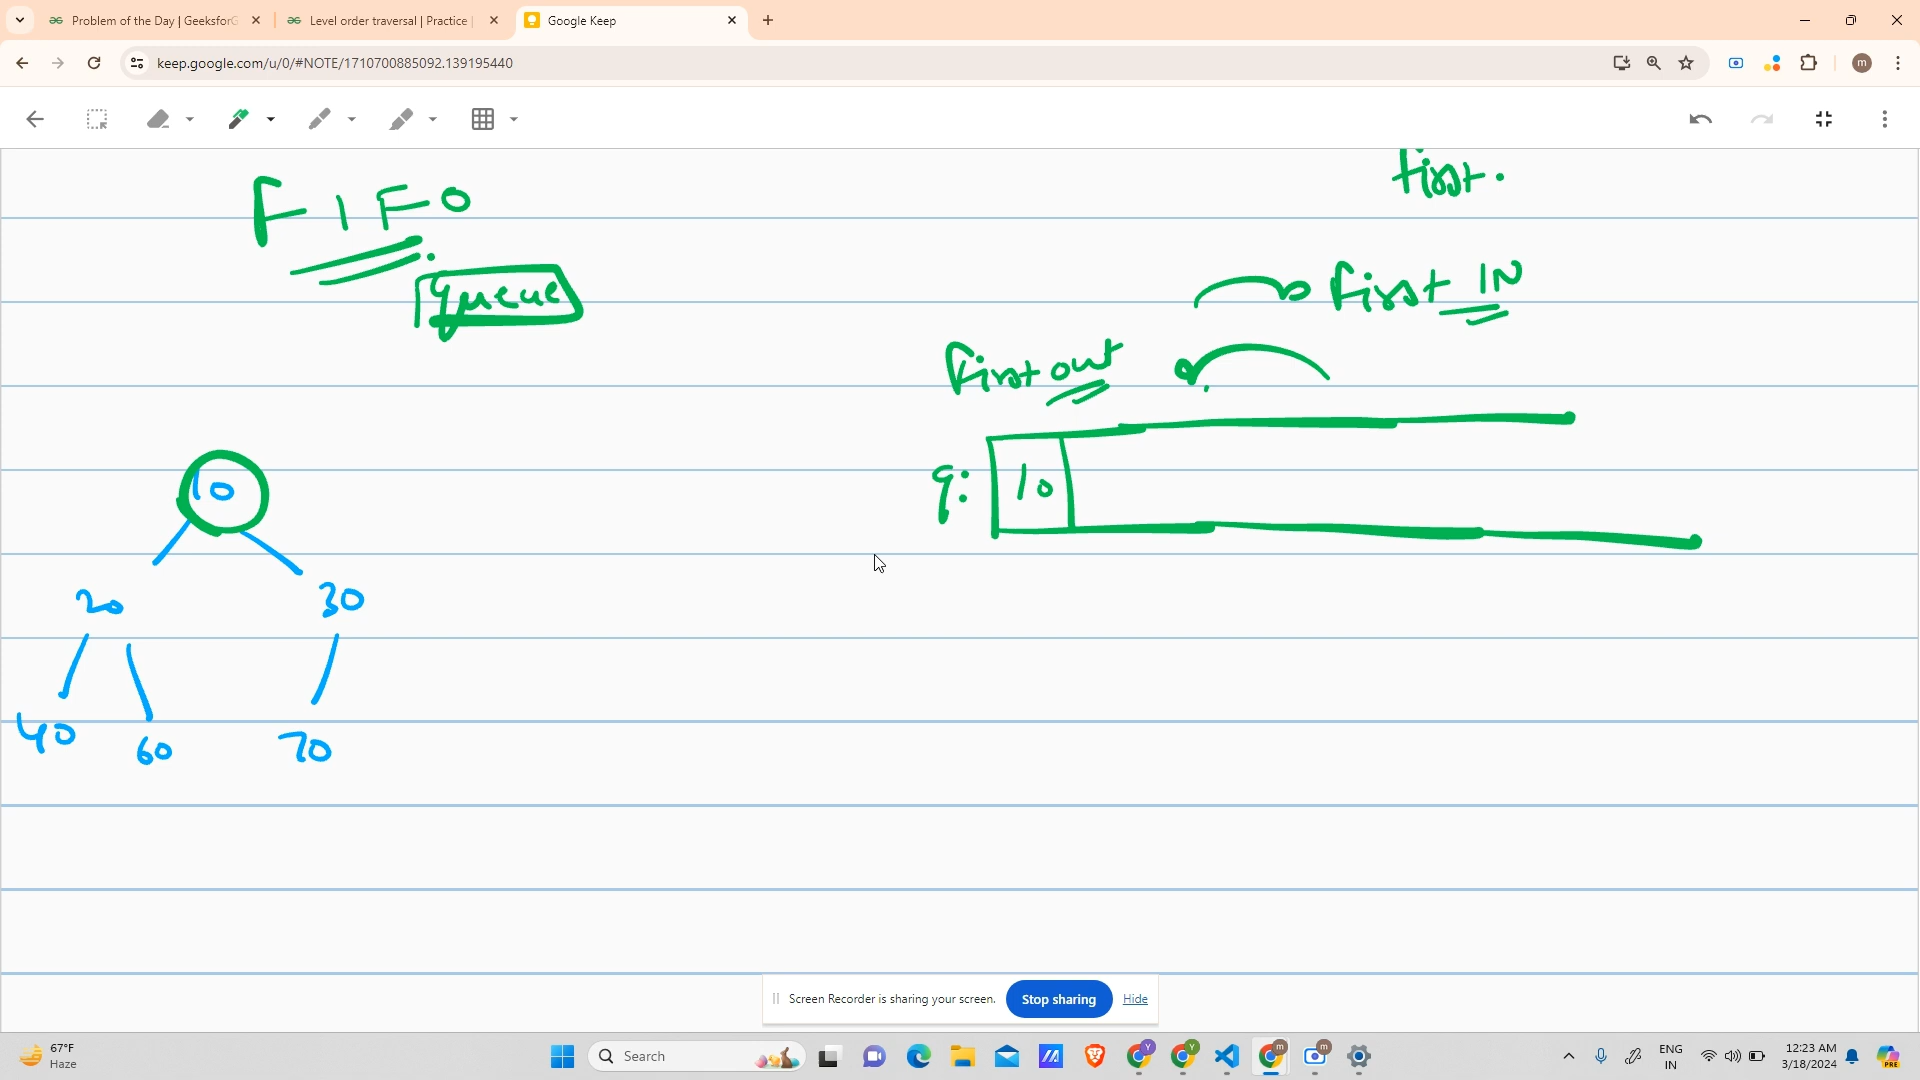 Problem of the Day | GeeksforG
Level order traversal | Practice |
Google Keep
keep.google.com/u/0/#NOTE/1710700885092.139195440
m
first.
FIFO
queue
first IN
first out
q: 10
10
20 30
40 60 70
Screen Recorder is sharing your screen. Stop sharing Hide
67°F
Haze
Search
ENG
IN
12:23 AM
3/18/2024